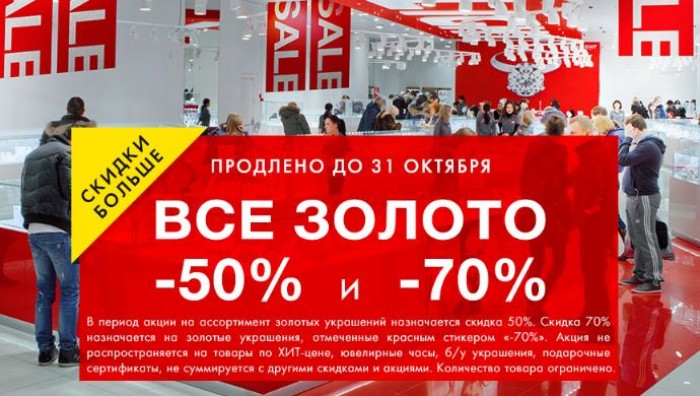 SALE
SALE
SALE
SALE
СКИДКИ
БОЛЬШЕ
ПРОДЛЕНО ДО 31 ОКТЯБРЯ
ВСЕ ЗОЛОТО
-50% и -70%
В период акции на ассортимент золотых украшений назначается скидка 50%. Скидка 70%
назначается на золотые украшения, отмеченные красным стикером «-70%». Акция не
распространяется на товары по ХИТ-цене, ювелирные часы, б/у украшения, подарочные
сертификаты, не суммируется с другими скидками и акциями. Количество товара ограничено.